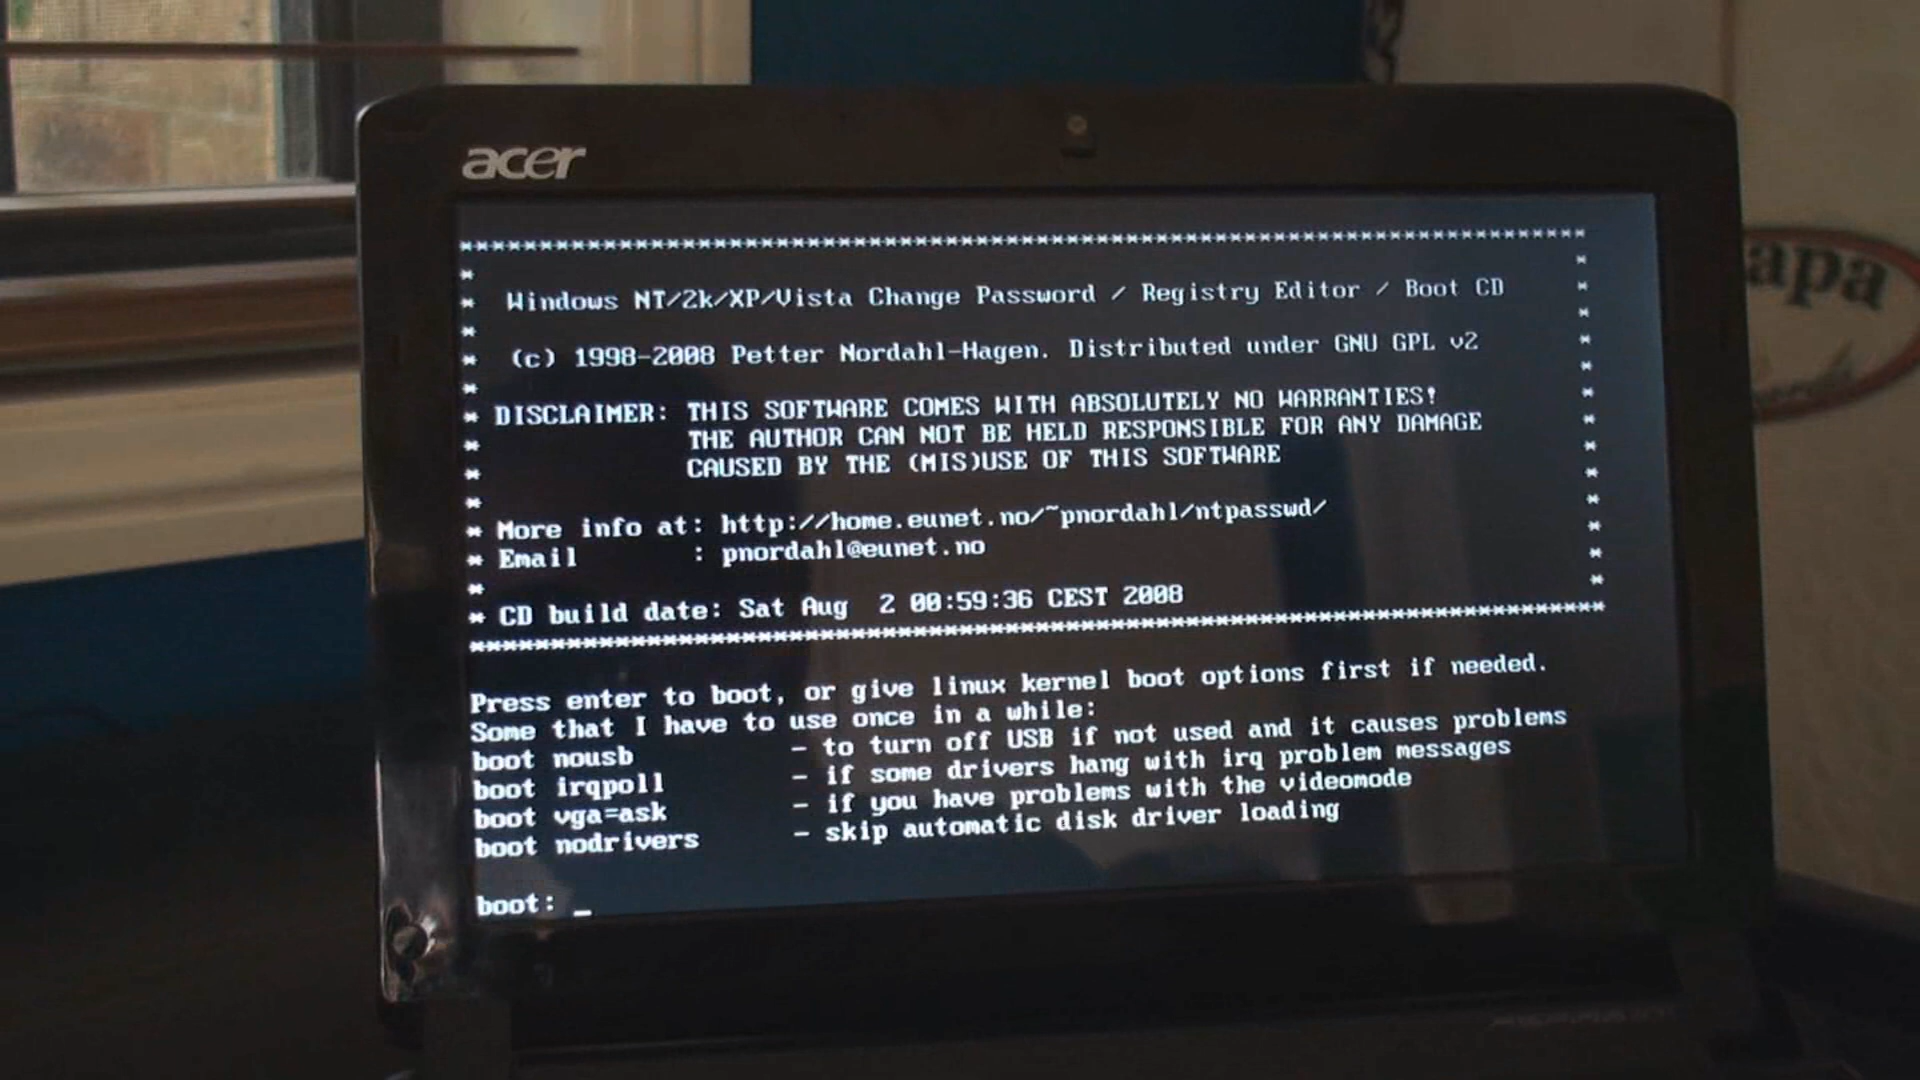 acer
*************************************************************************
*
* Windows NT/2k/XP/Vista Change Password / Registry Editor / Boot CD *
*
* (c) 1998-2008 Petter Nordahl-Hagen. Distributed under GNU GPL v2 *
*
* DISCLAIMER: THIS SOFTWARE COMES WITH ABSOLUTELY NO WARRANTIES! *
* THE AUTHOR CAN NOT BE HELD RESPONSIBLE FOR ANY DAMAGE *
* CAUSED BY THE (MIS)USE OF THIS SOFTWARE *
*
* More info at: http://home.eunet.no/~pnordahl/ntpasswd/ *
* Email : pnordahl@eunet.no *
*
* CD build date: Sat Aug 2 00:59:36 CEST 2008 *
*************************************************************************
Press enter to boot, or give linux kernel boot options first if needed.
Some that I have to use once in a while:
boot nousb - to turn off USB if not used and it causes problems
boot irqpoll - if some drivers hang with irq problem messages
boot vga=ask - if you have problems with the videomode
boot nodrivers - skip automatic disk driver loading
boot: _
apa